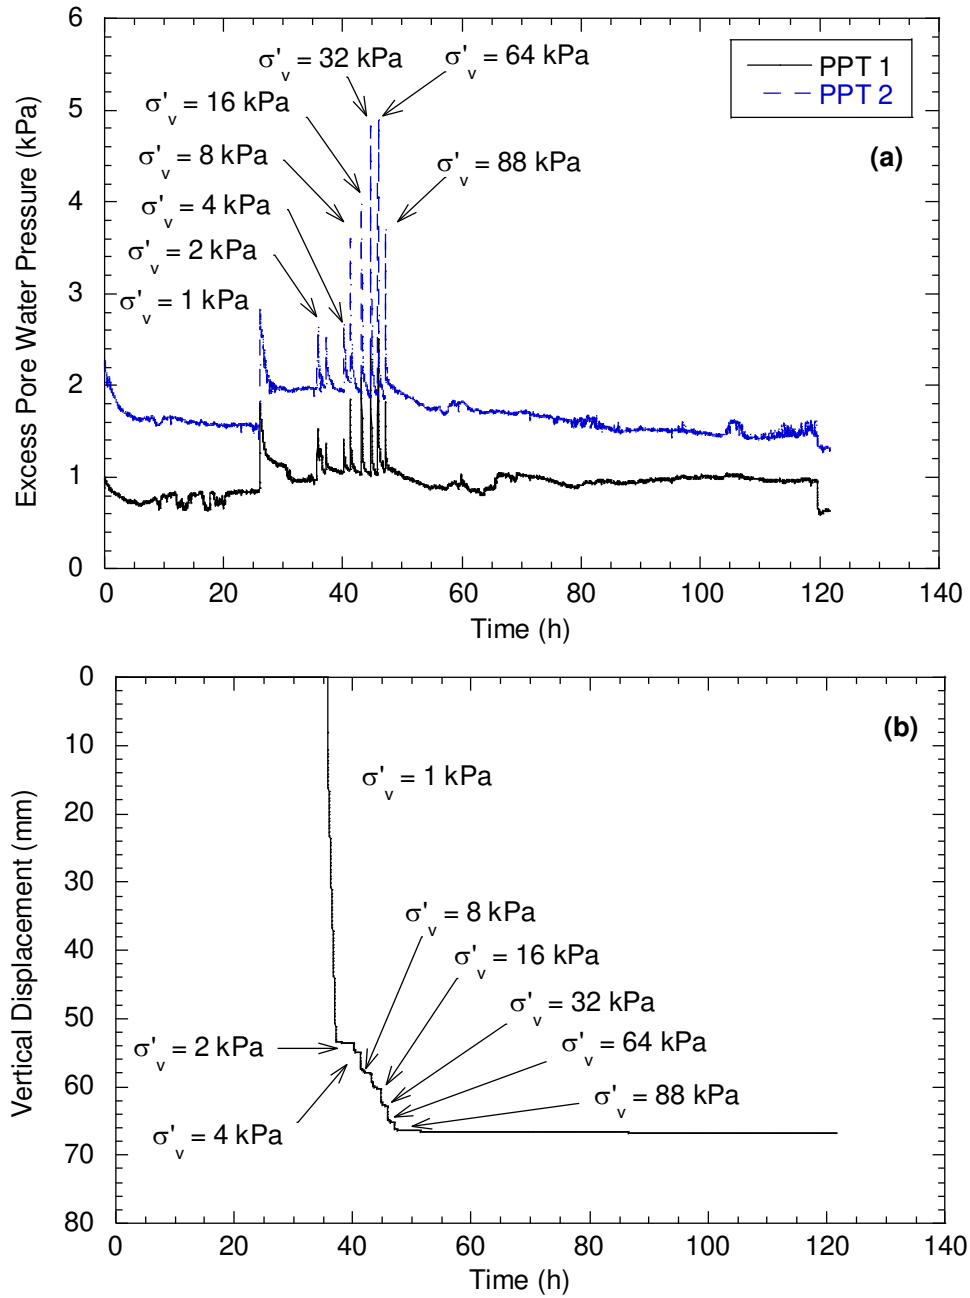 6
5
4
3
2
1
0
Excess Pore Water Pressure (kPa)
σ'v = 32 kPa
σ'v = 64 kPa
σ'v = 16 kPa
σ'v = 8 kPa
σ'v = 88 kPa
σ'v = 4 kPa
σ'v = 2 kPa
σ'v = 1 kPa
PPT 1
PPT 2
(a)
0 20 40 60 80 100 120 140
Time (h)
0
10
20
30
40
50
60
70
80
Vertical Displacement (mm)
(b)
σ'v = 1 kPa
σ'v = 8 kPa
σ'v = 16 kPa
σ'v = 32 kPa
σ'v = 2 kPa
σ'v = 64 kPa
σ'v = 88 kPa
σ'v = 4 kPa
0 20 40 60 80 100 120 140
Time (h)